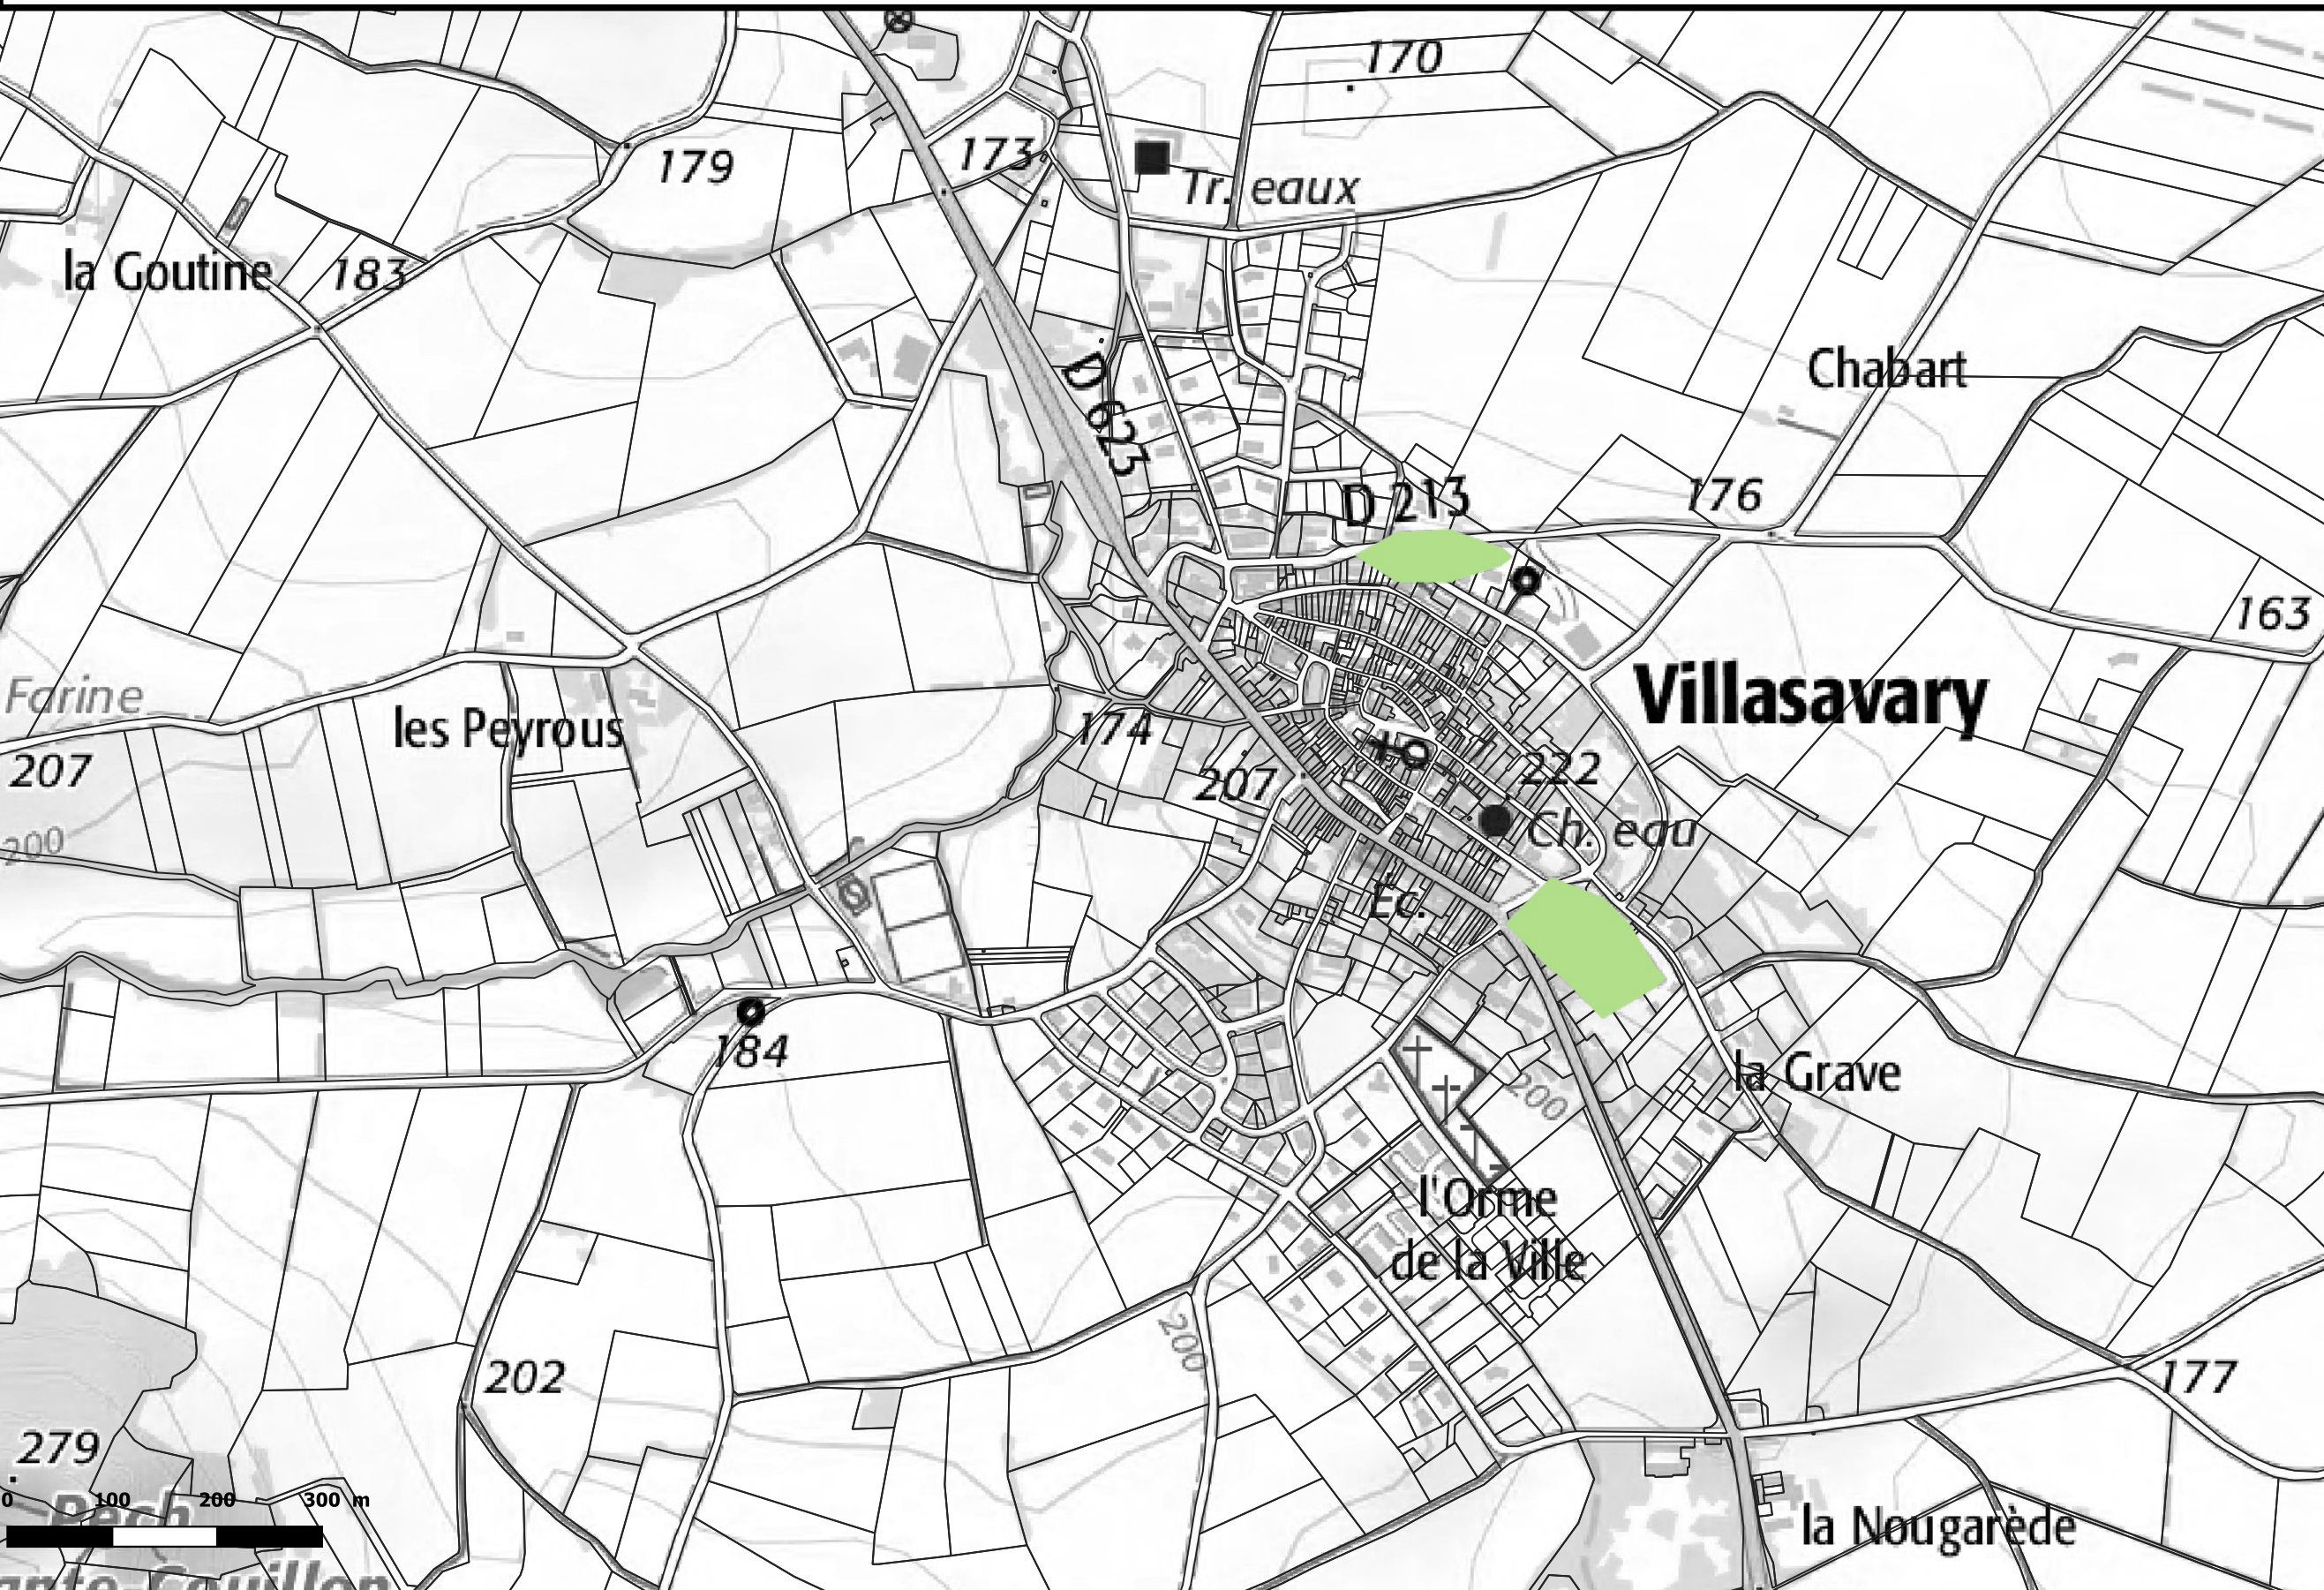 170
173
179
Tr. eaux
la Goutine
183
D 623
Chabart
D 213
176
163
Farine
les Peyrous
Villasavary
174
207
207
222
200
Ch. eau
Éc.
184
la Grave
200
l'Orme
de la Ville
200
202
177
279
0 100 200 300 m
Pech
la Nougarède